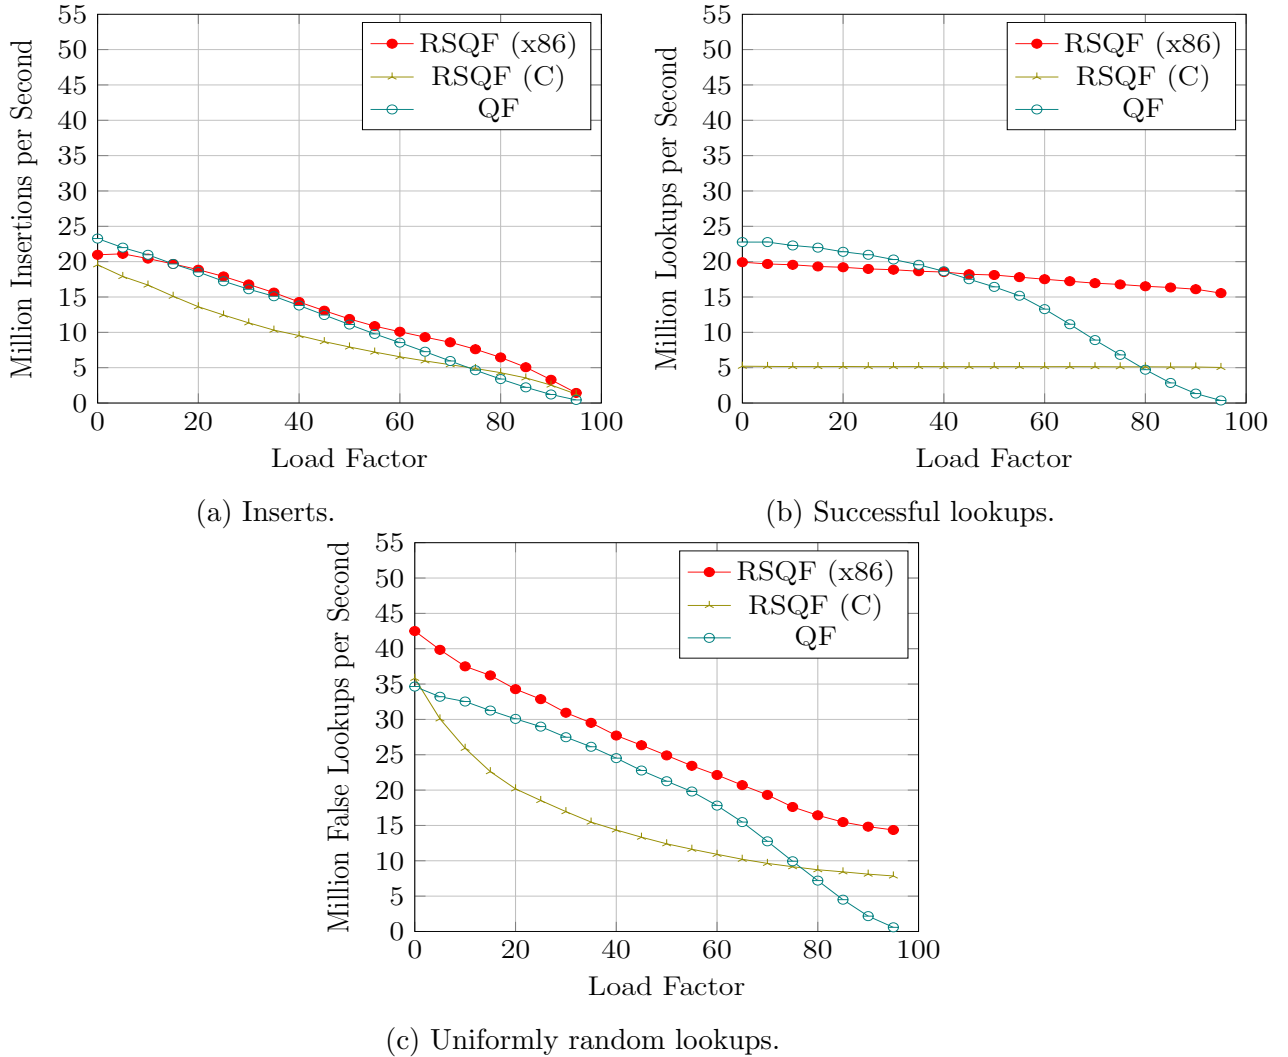 55
50
45
40
35
30
25
20
15
10
5
0
0 20 40 60 80 100
Million Insertions per Second
Load Factor
RSQF (x86)
RSQF (C)
QF
(a) Inserts.
55
50
45
40
35
30
25
20
15
10
5
0
0 20 40 60 80 100
Million Lookups per Second
Load Factor
RSQF (x86)
RSQF (C)
QF
(b) Successful lookups.
55
50
45
40
35
30
25
20
15
10
5
0
0 20 40 60 80 100
Million False Lookups per Second
Load Factor
RSQF (x86)
RSQF (C)
QF
(c) Uniformly random lookups.